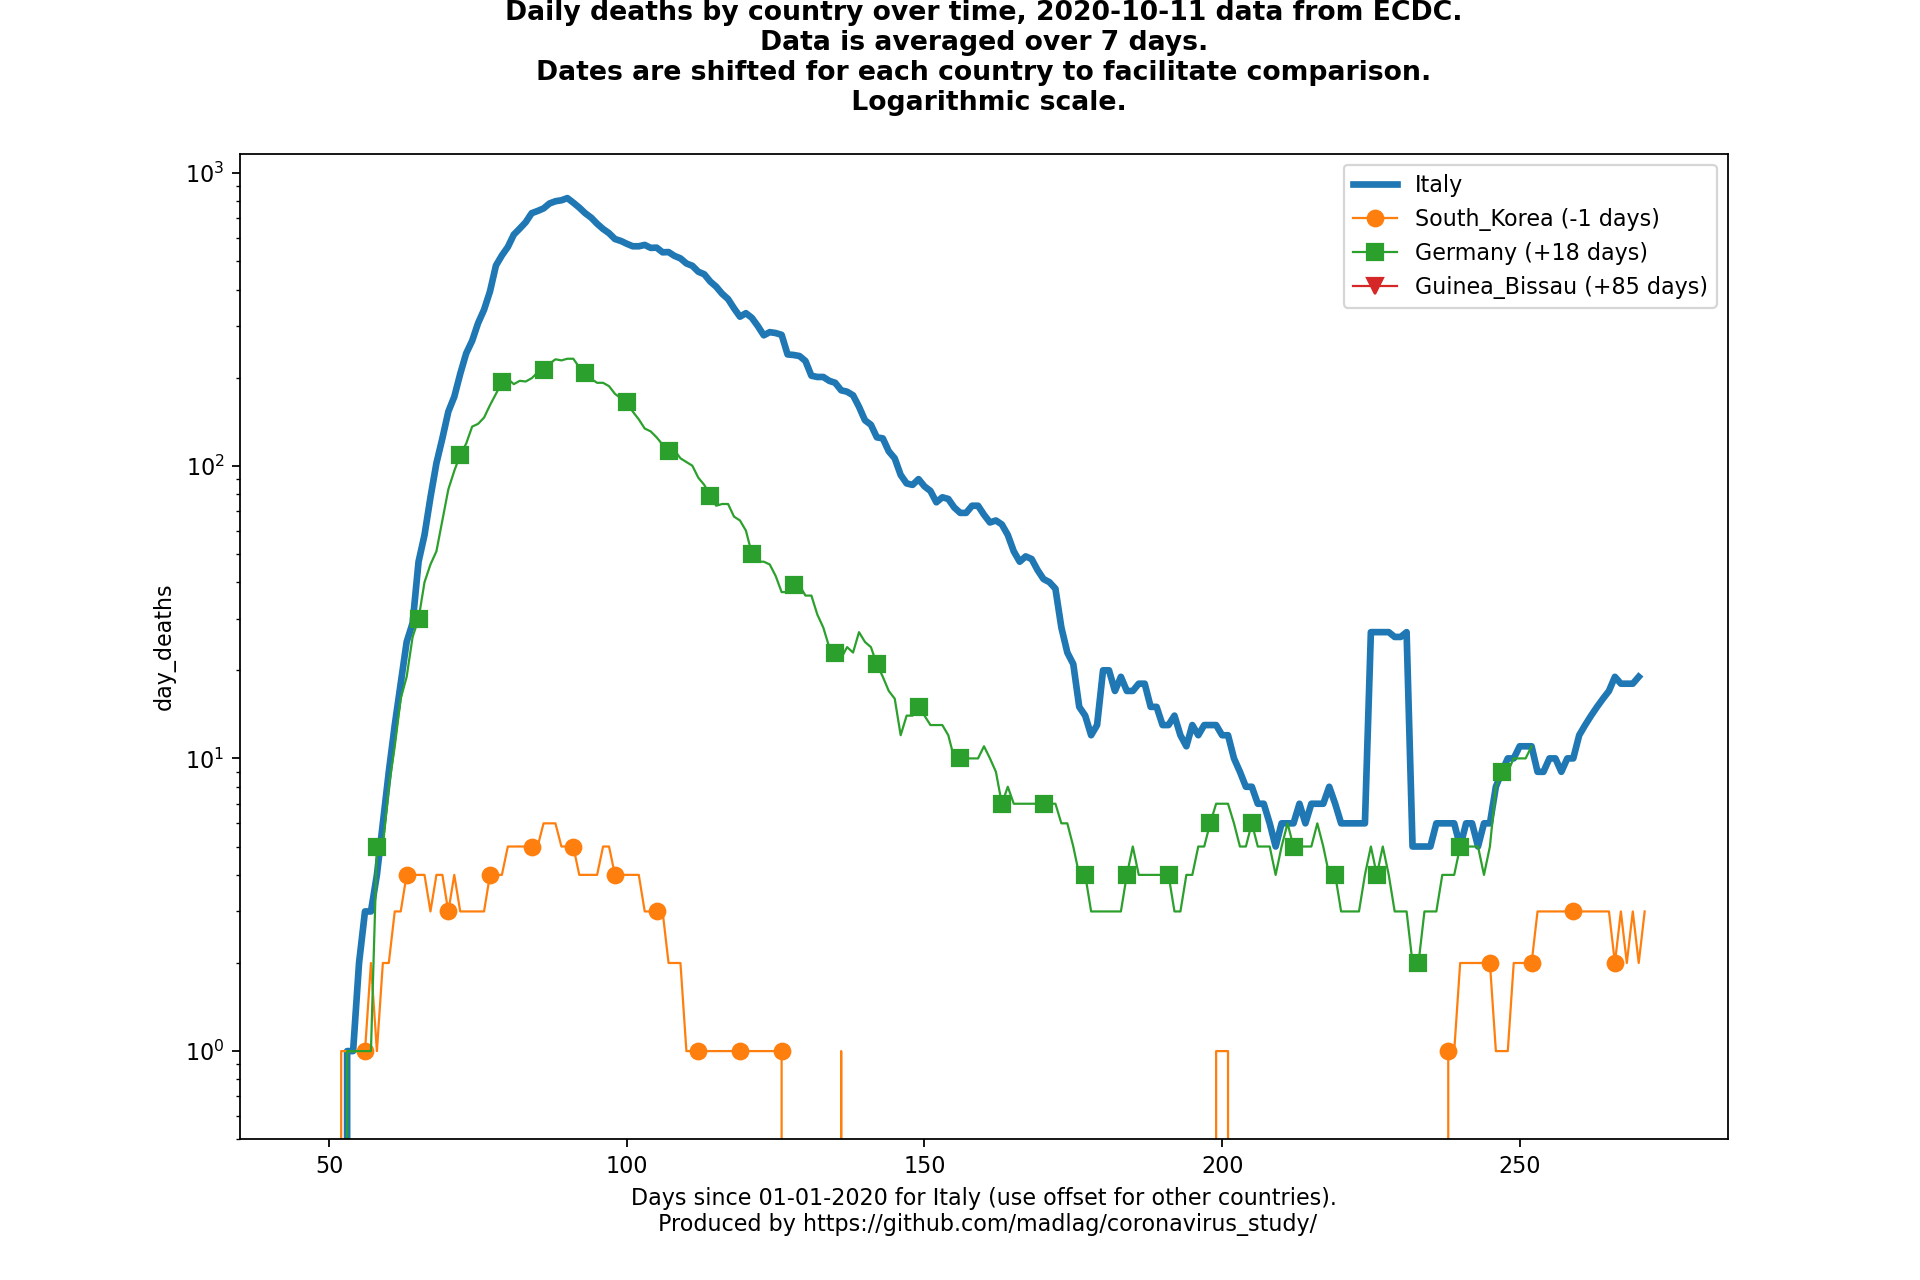 Daily deaths by country over time, 2020-10-11 data from ECDC.
Data is averaged over 7 days.
Dates are shifted for each country to facilitate comparison.
Logarithmic scale.
10³
10²
10¹
10⁰
day_deaths
Italy
South_Korea (-1 days)
Germany (+18 days)
Guinea_Bissau (+85 days)
50 100 150 200 250
Days since 01-01-2020 for Italy (use offset for other countries).
Produced by https://github.com/madlag/coronavirus_study/